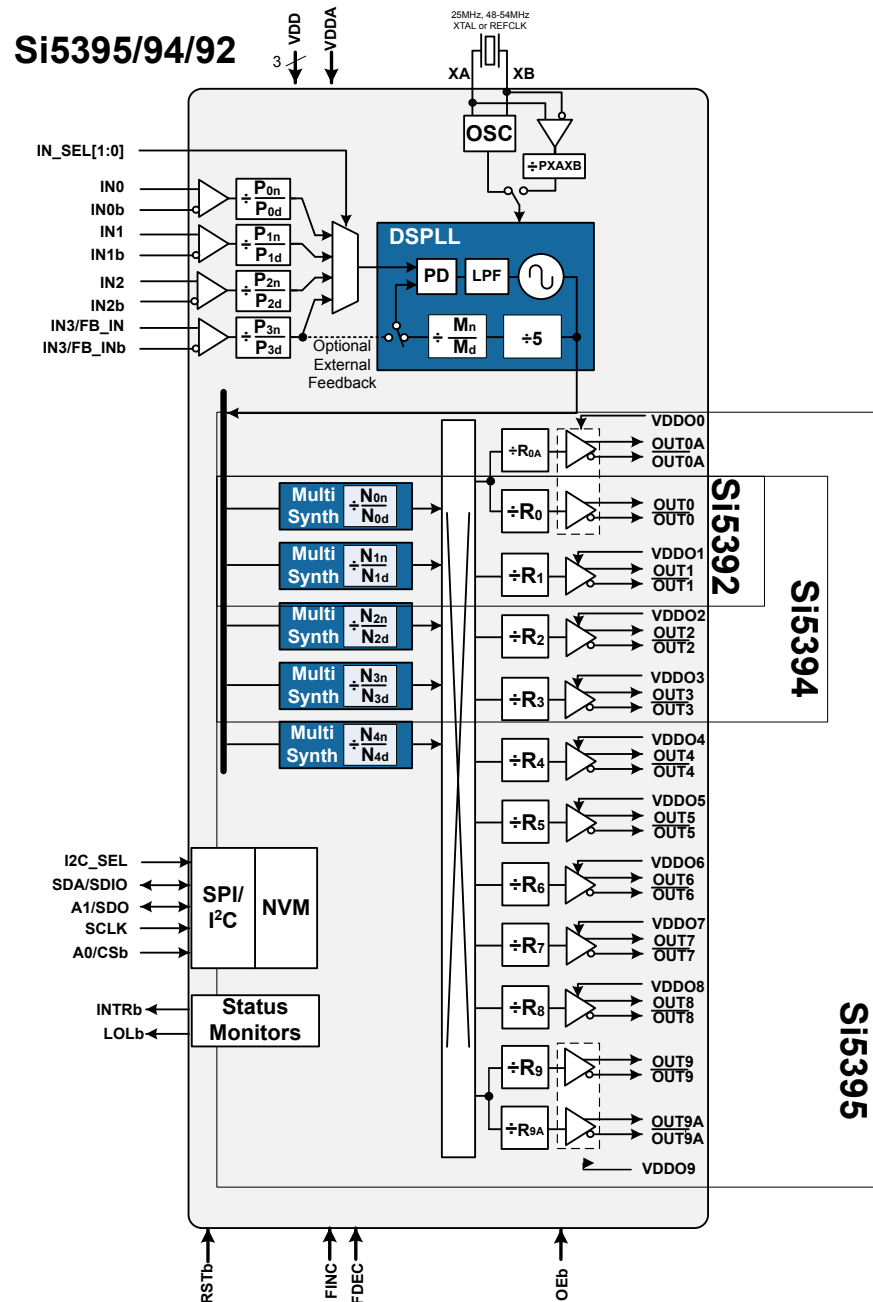 Si5395/94/92
3
VDD
VDDA
25MHz, 48-54MHz
XTAL or REFCLK
XA
XB
OSC
÷PXAXB
IN_SEL[1:0]
IN0
IN0b
÷ P0n
P0d
IN1
IN1b
÷ P1n
P1d
IN2
IN2b
÷ P2n
P2d
IN3/FB_IN
IN3/FB_INb
÷ P3n
P3d
DSPLL
PD
LPF
÷ Mn
Md
÷5
Optional
External
Feedback
Multi
Synth
÷ N0n
N0d
Multi
Synth
÷ N1n
N1d
Multi
Synth
÷ N2n
N2d
Multi
Synth
÷ N3n
N3d
Multi
Synth
÷ N4n
N4d
÷R0A
VDDO0
OUT0A
OUT0A
÷R0
OUT0
OUT0
÷R1
VDDO1
OUT1
OUT1
Si5392
÷R2
VDDO2
OUT2
OUT2
÷R3
VDDO3
OUT3
OUT3
Si5394
÷R4
VDDO4
OUT4
OUT4
÷R5
VDDO5
OUT5
OUT5
÷R6
VDDO6
OUT6
OUT6
÷R7
VDDO7
OUT7
OUT7
÷R8
VDDO8
OUT8
OUT8
÷R9
OUT9
OUT9
÷R9A
OUT9A
OUT9A
VDDO9
Si5395
I2C_SEL
SDA/SDIO
A1/SDO
SCLK
A0/CSb
SPI/
I²C
NVM
INTRb
LOLb
Status
Monitors
RSTb
FINC
FDEC
OEb